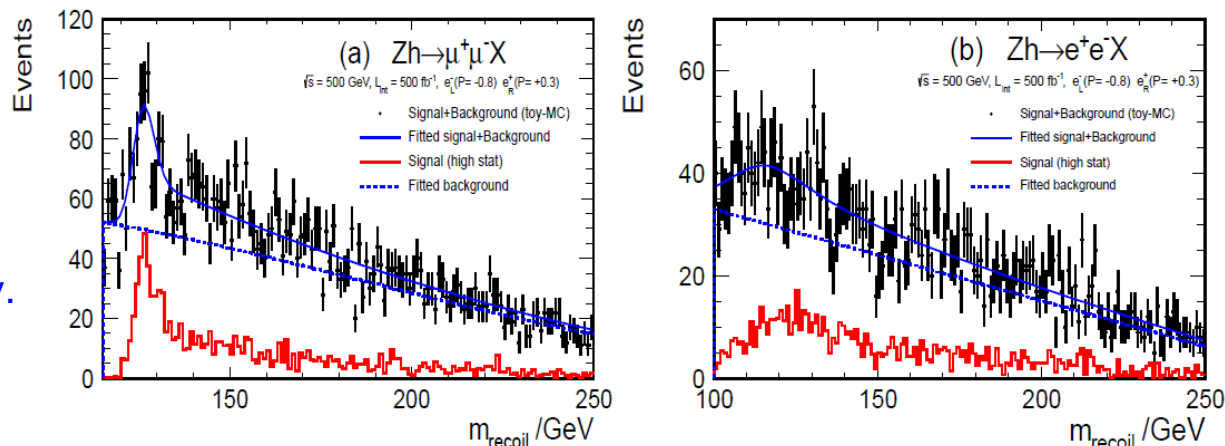 (a) Zh→μ⁺μ⁻X
√s = 500 GeV, L_int = 500 fb⁻¹, e⁻_L(P= -0.8) e⁺_R(P= +0.3)
Signal+Background (toy-MC)
Fitted signal+Background
Signal (high stat)
Fitted background
Events
120
100
80
60
40
20
0
150
200
250
m_recoil /GeV
y.
(b) Zh→e⁺e⁻X
√s = 500 GeV, L_int = 500 fb⁻¹, e⁻_L(P= -0.8) e⁺_R(P= +0.3)
Signal+Background (toy-MC)
Fitted signal+Background
Signal (high stat)
Fitted background
Events
60
40
20
0
100
150
200
250
m_recoil /GeV